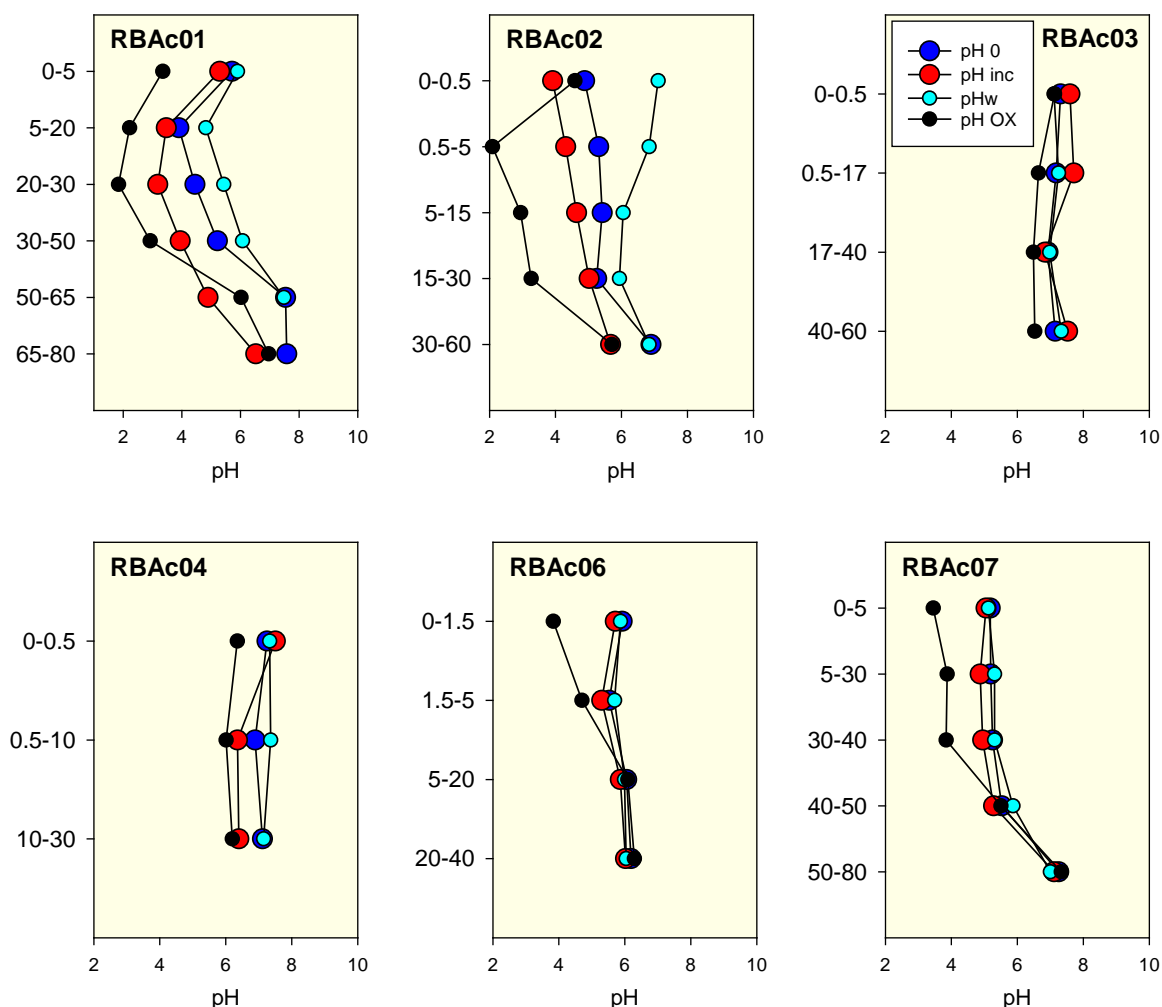 RBAc01
0-5
5-20
20-30
30-50
50-65
65-80
2 4 6 8 10
pH
RBAc02
0-0.5
0.5-5
5-15
15-30
30-60
2 4 6 8 10
pH
RBAc03
pH 0
pH inc
pHw
pH OX
0-0.5
0.5-17
17-40
40-60
2 4 6 8 10
pH
RBAc04
0-0.5
0.5-10
10-30
2 4 6 8 10
pH
RBAc06
0-1.5
1.5-5
5-20
20-40
2 4 6 8 10
pH
RBAc07
0-5
5-30
30-40
40-50
50-80
2 4 6 8 10
pH